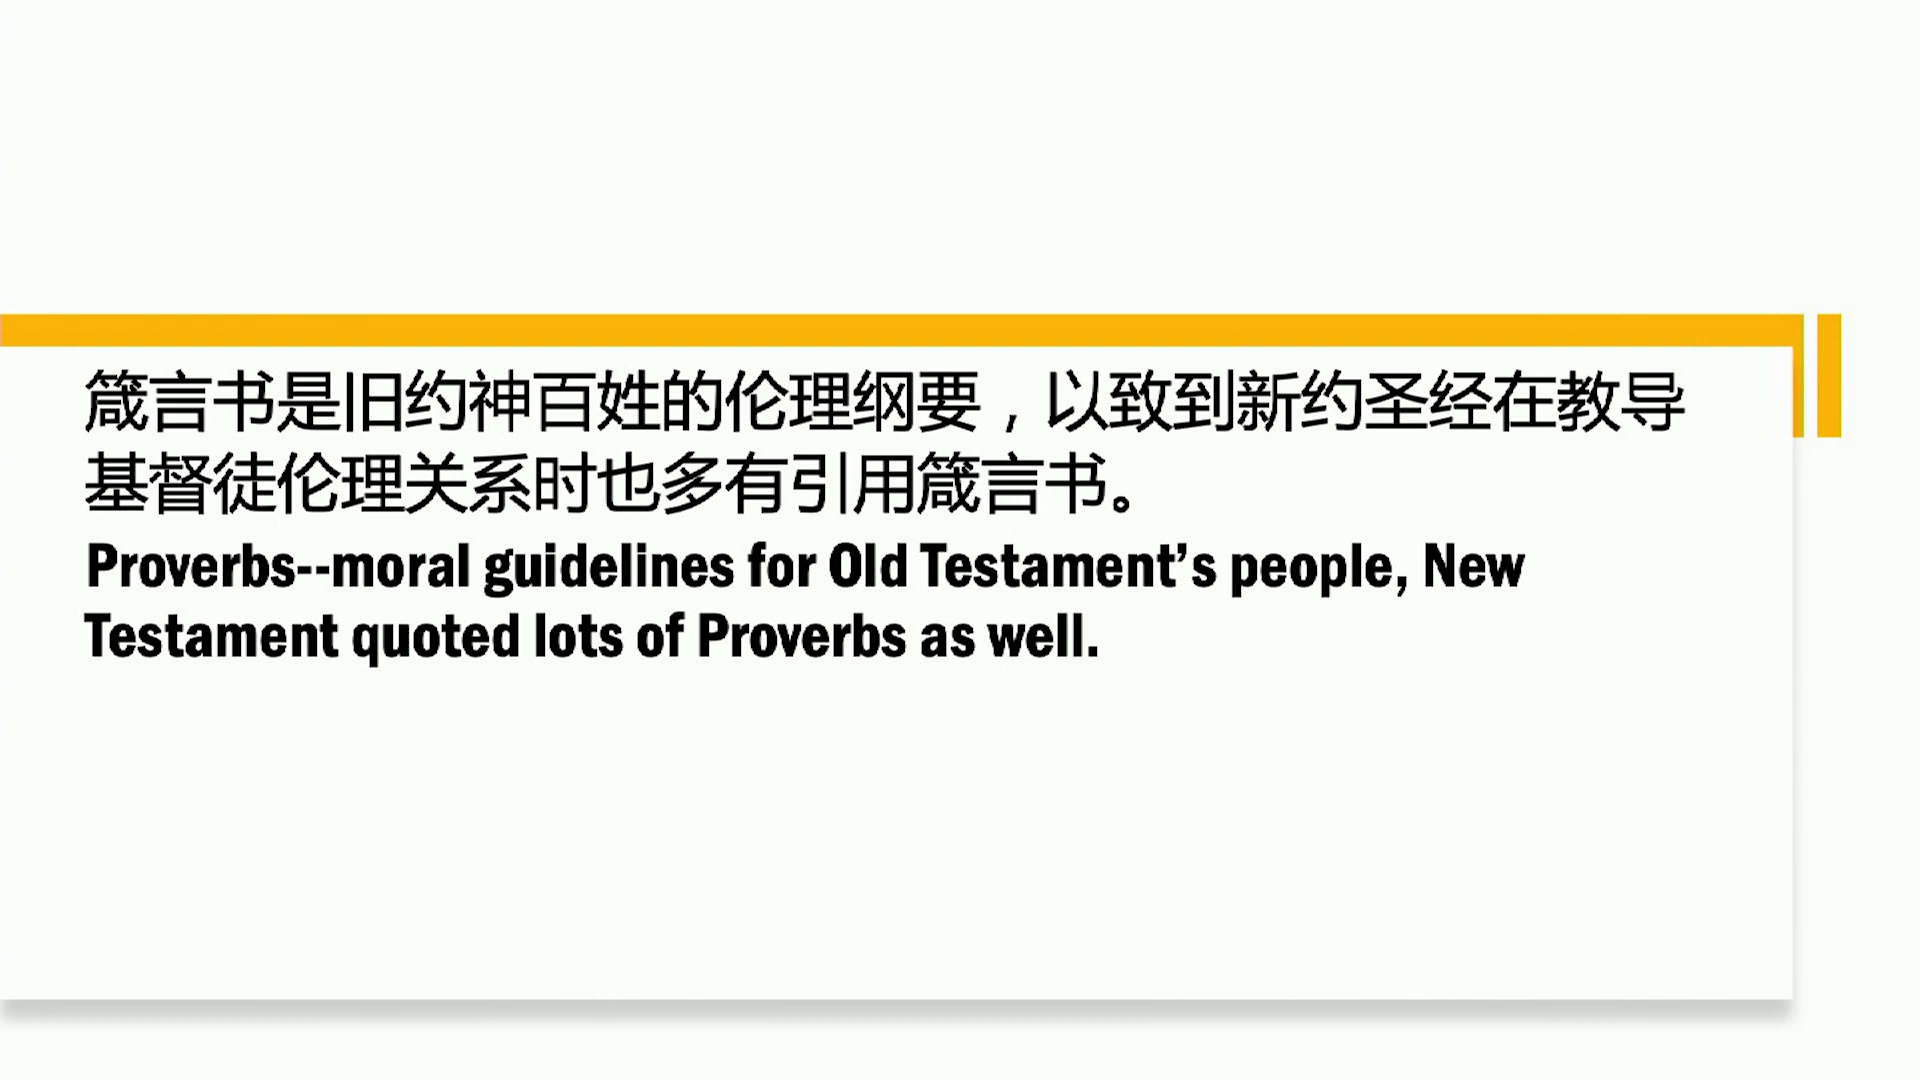 箴言书是旧约神百姓的伦理纲要，以致到新约圣经在教导
基督徒伦理关系时也多有引用箴言书。
Proverbs--moral guidelines for Old Testament’s people, New
Testament quoted lots of Proverbs as well.